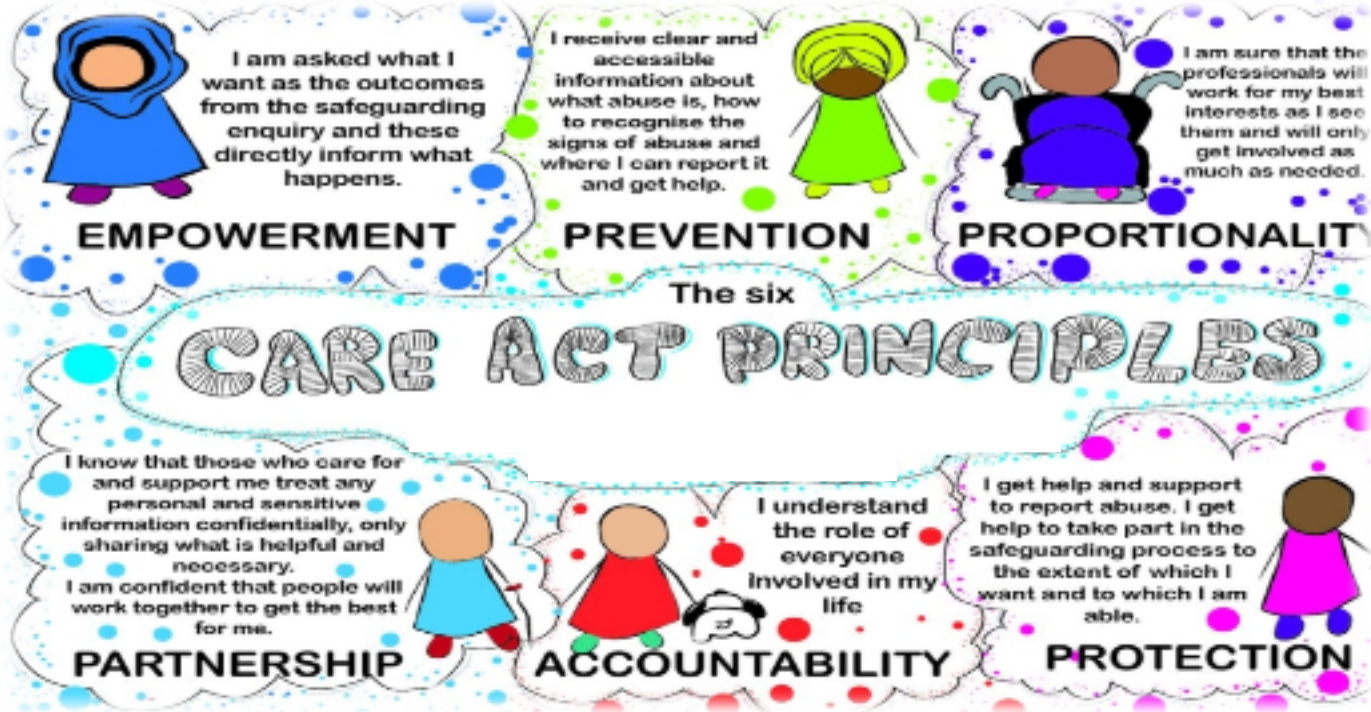 I am asked what I
want as the outcomes
from the safeguarding
enquiry and these
directly inform what
happens.
EMPOWERMENT
I receive clear and
accessible
information about
what abuse is, how
to recognise the
signs of abuse and
where I can report it
and get help.
PREVENTION
I am sure that the
professionals will
work for my best
interests as I see
them and will only
get involved as
much as needed.
PROPORTIONALITY
The six
CARE ACT PRINCIPLES
I know that those who care for
and support me treat any
personal and sensitive
information confidentially, only
sharing what is helpful and
necessary.
I am confident that people will
work together to get the best
for me.
PARTNERSHIP
I understand
the role of
everyone
involved in my
life
ACCOUNTABILITY
I get help and support
to report abuse. I get
help to take part in the
safeguarding process to
the extent of which I
want and to which I am
able.
PROTECTION